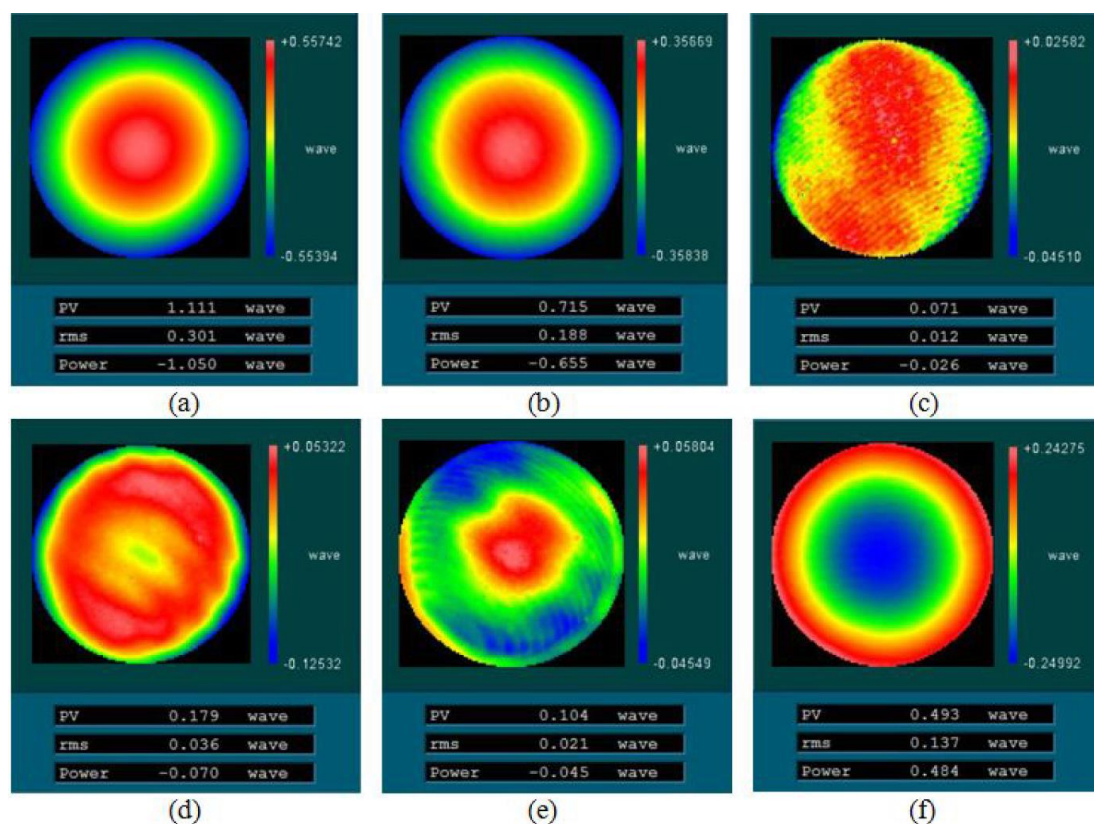 +0.55742
wave
-0.55394
PV 1.111 wave
rms 0.301 wave
Power -1.050 wave
(a)
+0.35669
wave
-0.35838
PV 0.715 wave
rms 0.188 wave
Power -0.655 wave
(b)
+0.02582
wave
-0.04510
PV 0.071 wave
rms 0.012 wave
Power -0.026 wave
(c)
+0.05322
wave
-0.12532
PV 0.179 wave
rms 0.036 wave
Power -0.070 wave
(d)
+0.05804
wave
-0.04549
PV 0.104 wave
rms 0.021 wave
Power -0.045 wave
(e)
+0.24275
wave
-0.24992
PV 0.493 wave
rms 0.137 wave
Power 0.484 wave
(f)